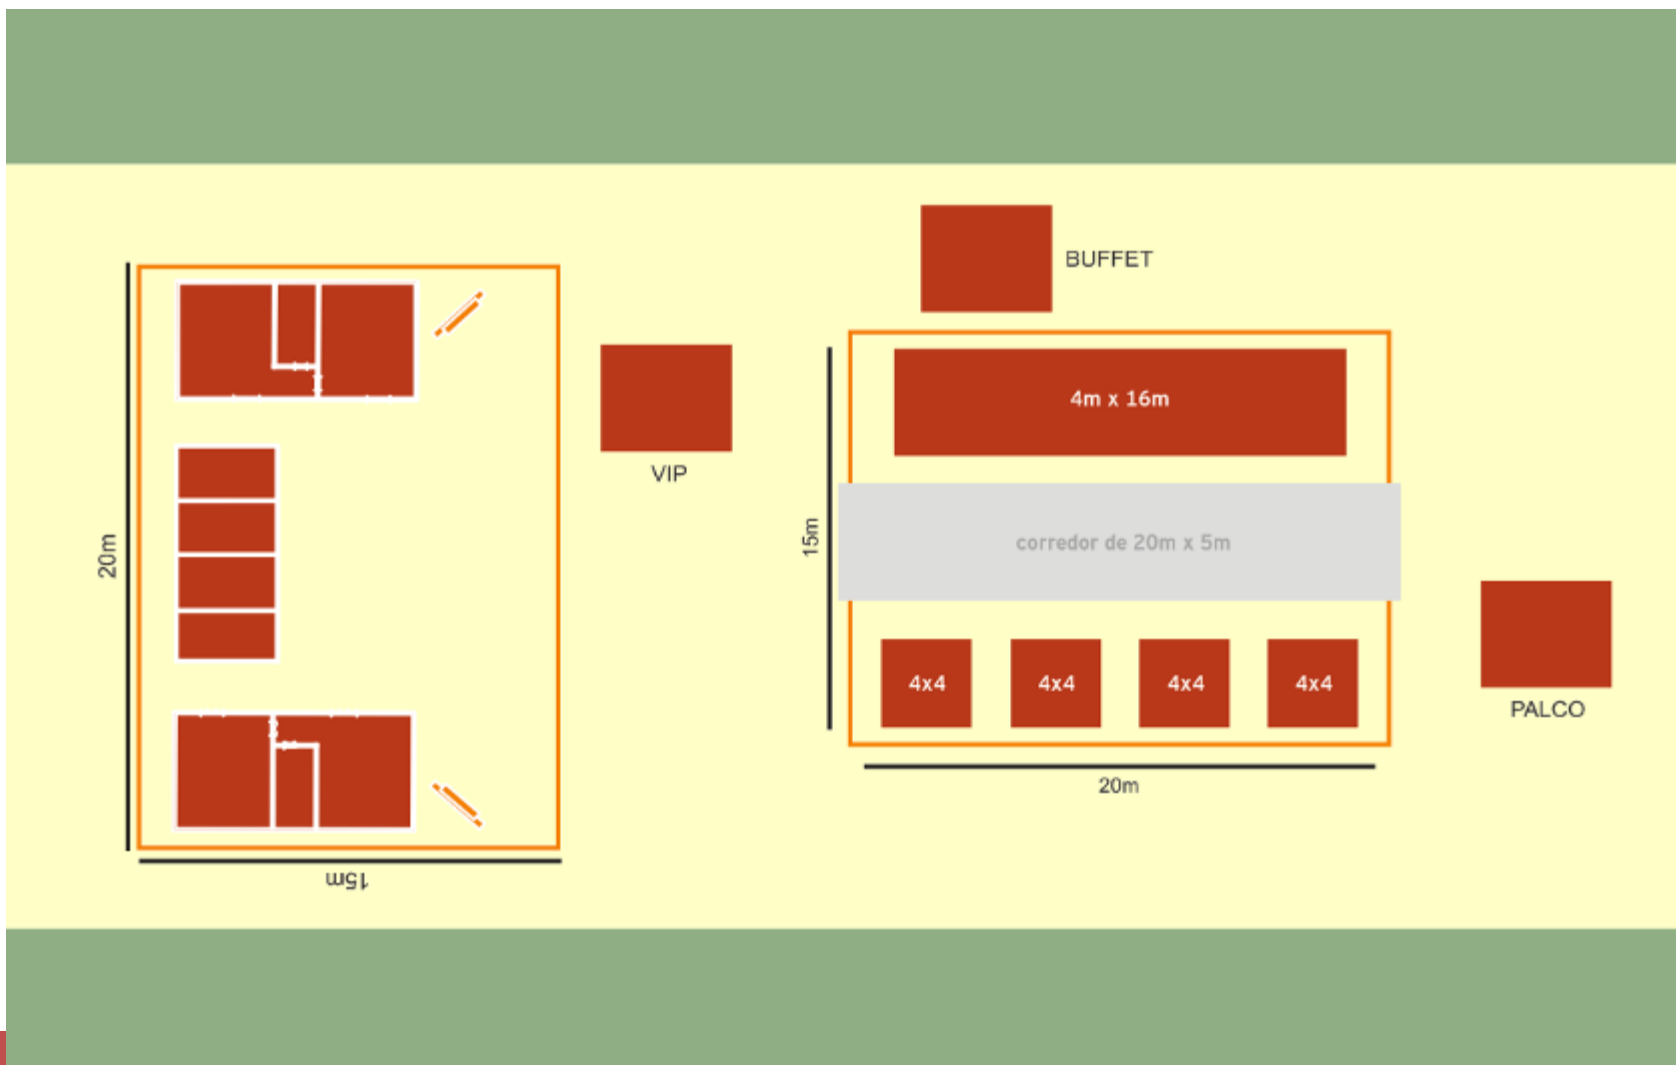 BUFFET
4m x 16m
VIP
20m
15m
corredor de 20m x 5m
4x4
4x4
4x4
4x4
PALCO
20m
15m